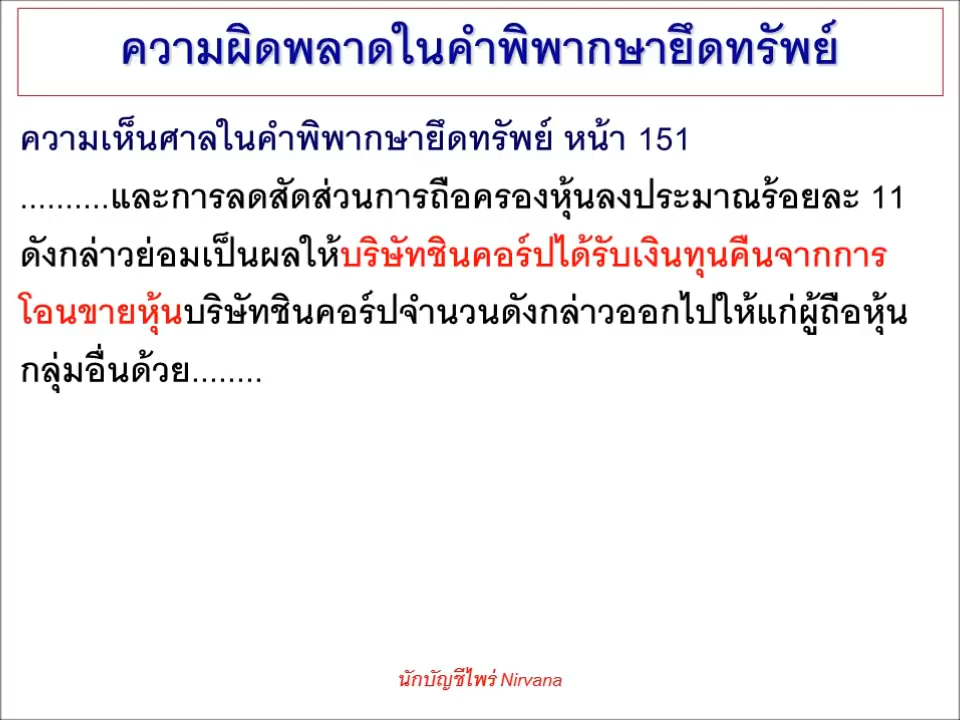 ความผิดพลาดในคำพิพากษายึดทรัพย์
ความเห็นศาลในคำพิพากษายึดทรัพย์ หน้า 151
..........และการลดสัดส่วนการถือครองหุ้นลงประมาณร้อยละ 11
ดังกล่าวย่อมเป็นผลให้บริษัทชินคอร์ปได้รับเงินทุนคืนจากการ
โอนขายหุ้นบริษัทชินคอร์ปจำนวนดังกล่าวออกไปให้แก่ผู้ถือหุ้น
กลุ่มอื่นด้วย........
นักบัญชีไพร่ Nirvana